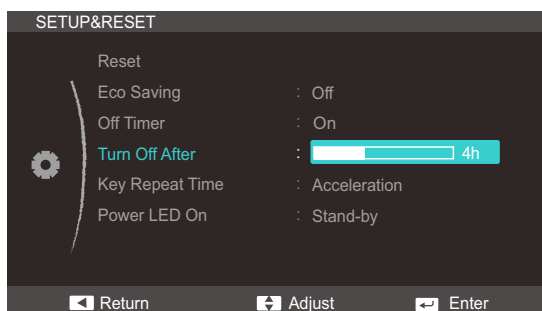 SETUP&RESET
Reset
Eco Saving : Off
Off Timer : On
Turn Off After : 4h
Key Repeat Time : Acceleration
Power LED On : Stand-by
Return Adjust Enter